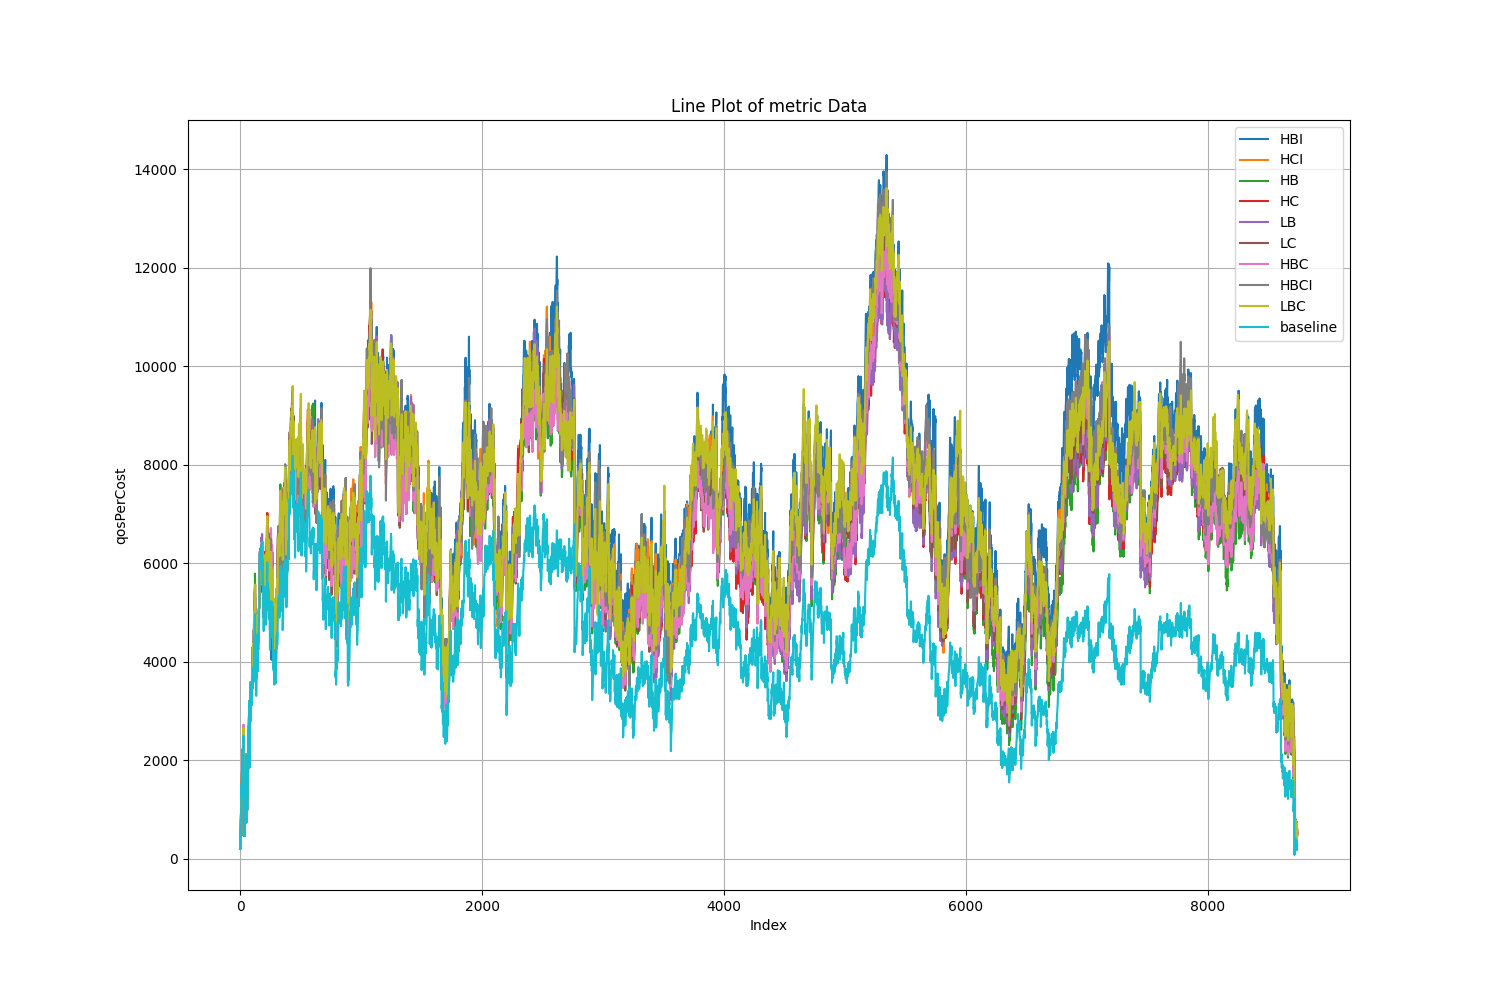 Line Plot of metric Data
qosPerCost
14000
12000
10000
8000
6000
4000
2000
0
HBI
HCI
HB
HC
LB
LC
HBC
HBCI
LBC
baseline
0
2000
4000
6000
8000
Index